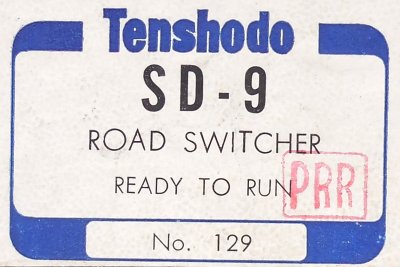 Tenshodo
SD-9
ROAD SWITCHER
READY TO RUN
PRR
No. 129